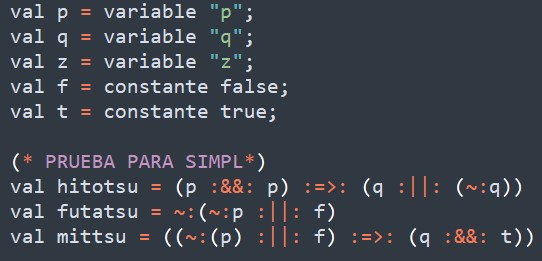 val p = variable "p";
val q = variable "q";
val z = variable "z";
val f = constante false;
val t = constante true;
(* PRUEBA PARA SIMPL*)
val hitotsu = (p :&&: p) :=>: (q :||: (~:q))
val futatsu = ~:(~:p :||: f)
val mittsu = ((~:(p) :||: f) :=>: (q :&&: t))